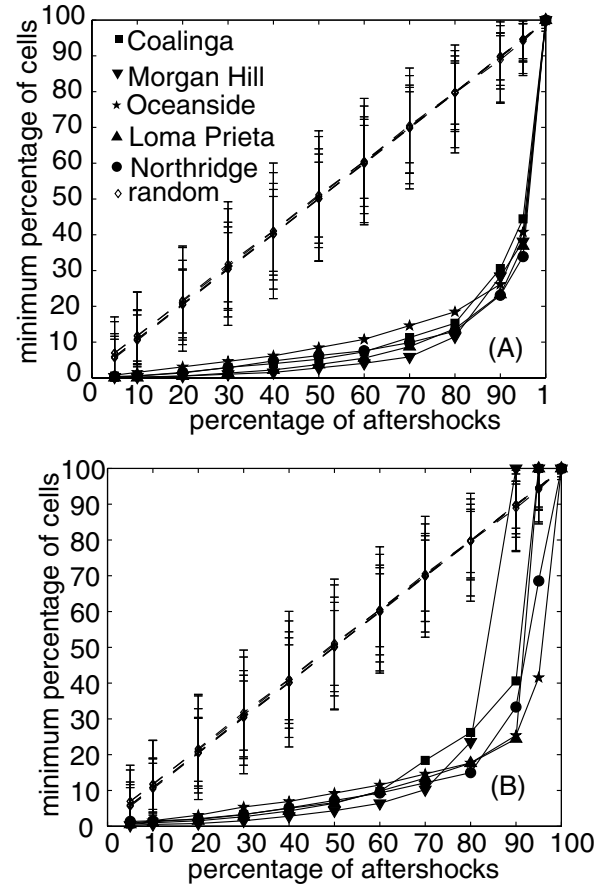 100
90
80
70
60
50
40
30
20
10
0
minimum percentage of cells
Coalinga
Morgan Hill
Oceanside
Loma Prieta
Northridge
random
(A)
0 10 20 30 40 50 60 70 80 90 1
percentage of aftershocks
100
90
80
70
60
50
40
30
20
10
0
minimum percentage of cells
(B)
0 10 20 30 40 50 60 70 80 90 100
percentage of aftershocks